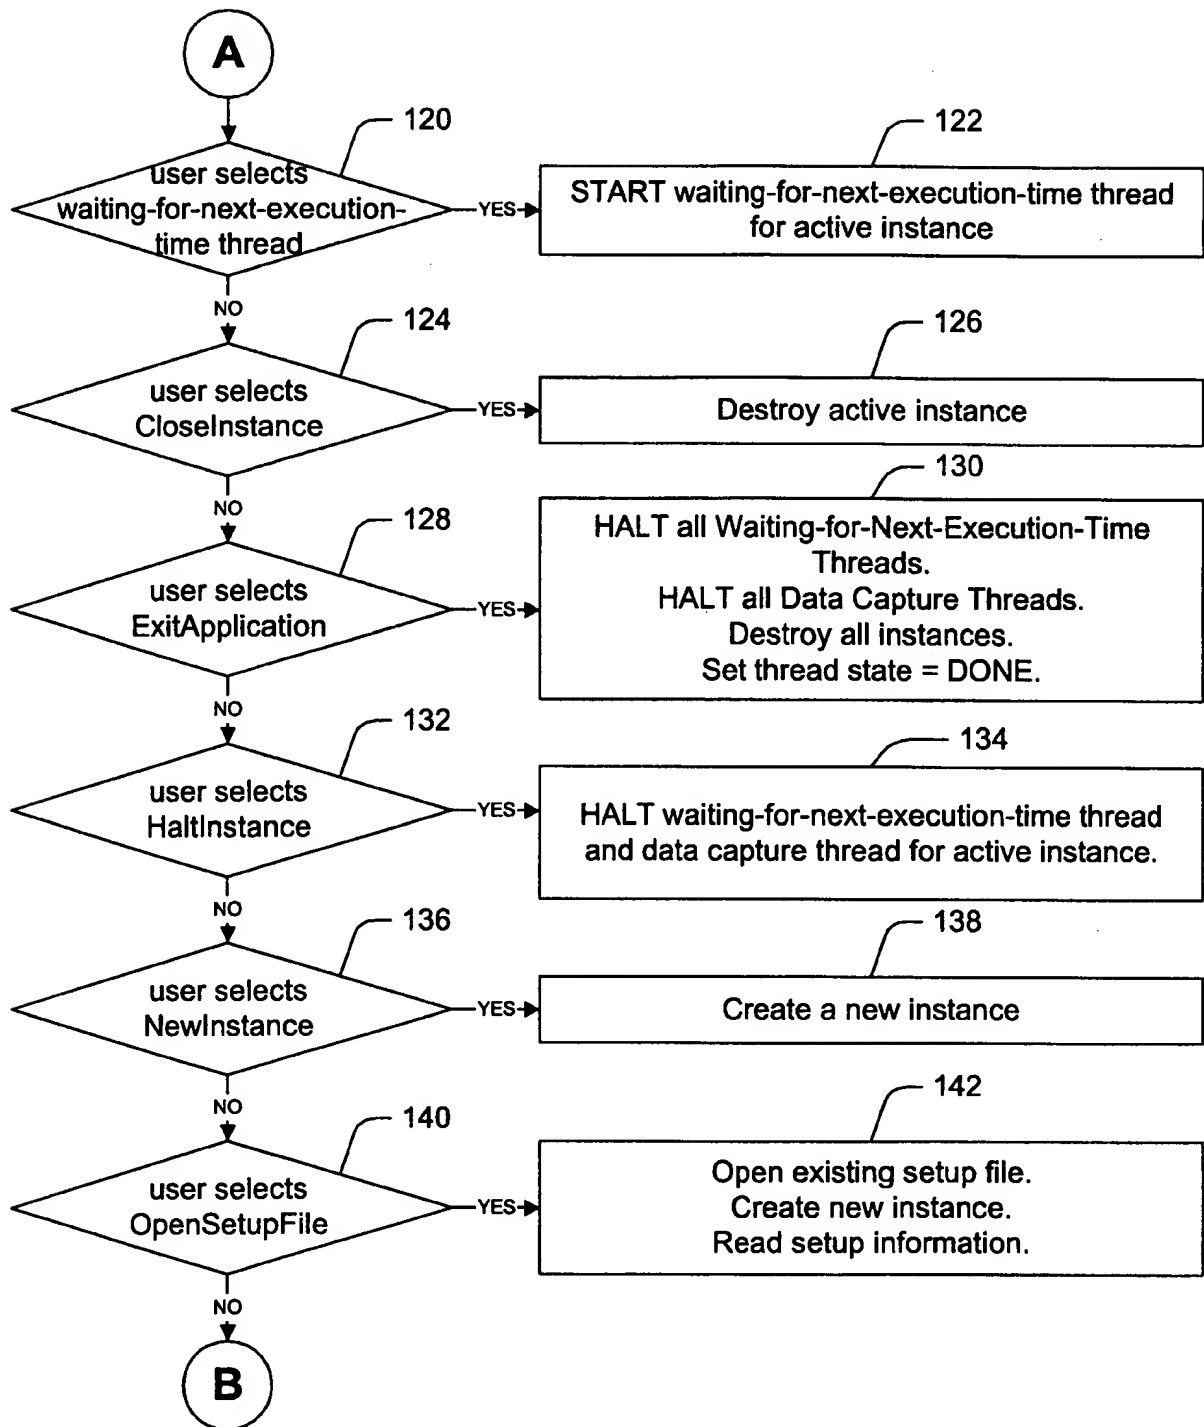 A
120
user selects
waiting-for-next-execution-
time thread
YES
122
START waiting-for-next-execution-time thread
for active instance
NO
124
user selects
CloseInstance
YES
126
Destroy active instance
NO
128
user selects
ExitApplication
YES
130
HALT all Waiting-for-Next-Execution-Time
Threads.
HALT all Data Capture Threads.
Destroy all instances.
Set thread state = DONE.
NO
132
user selects
HaltInstance
YES
134
HALT waiting-for-next-execution-time thread
and data capture thread for active instance.
NO
136
user selects
NewInstance
YES
138
Create a new instance
NO
140
user selects
OpenSetupFile
YES
142
Open existing setup file.
Create new instance.
Read setup information.
NO
B